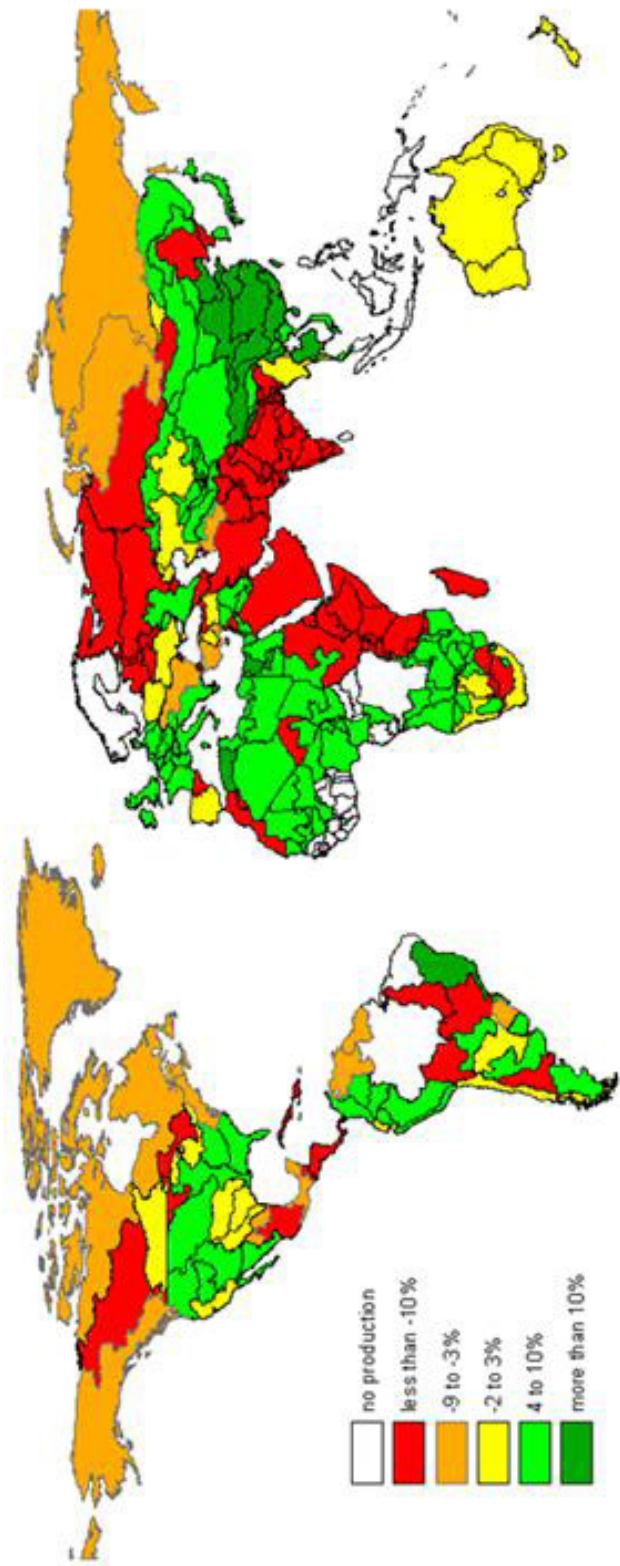 no production
less than -10%
-9 to -3%
-2 to 3%
4 to 10%
more than 10%